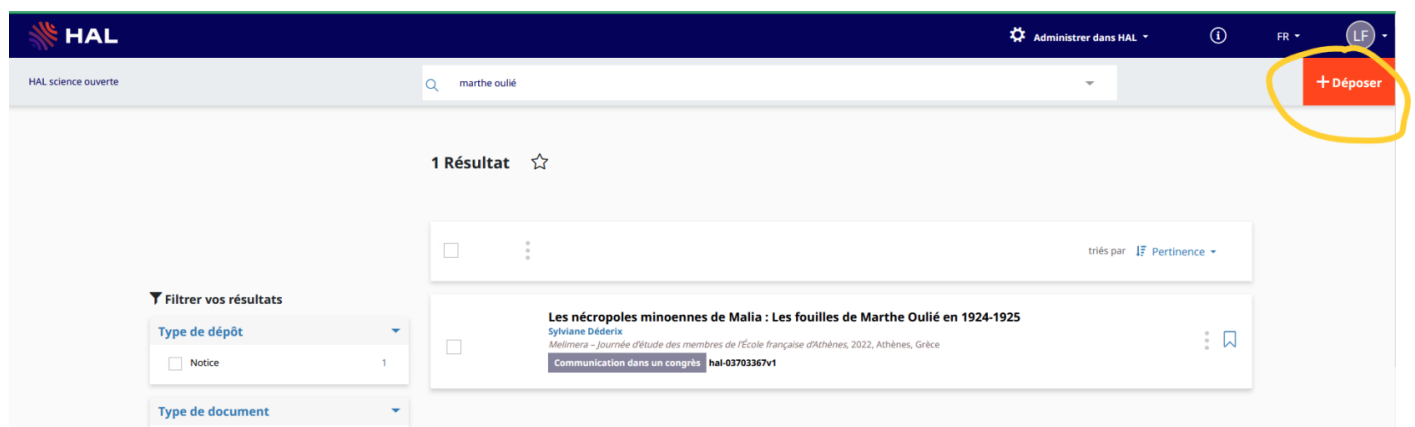 HAL
Administrer dans HAL
FR
LF
HAL science ouverte
marthe oulié
+ Déposer
1 Résultat
triés par Pertinence
Filtrer vos résultats
Type de dépôt
Notice 1
Type de document
Les nécropoles minoennes de Malia : Les fouilles de Marthe Oulié en 1924-1925
Sylviane Déderix
Melimera – Journée d'étude des membres de l'École française d'Athènes, 2022, Athènes, Grèce
Communication dans un congrès hal-03703367v1